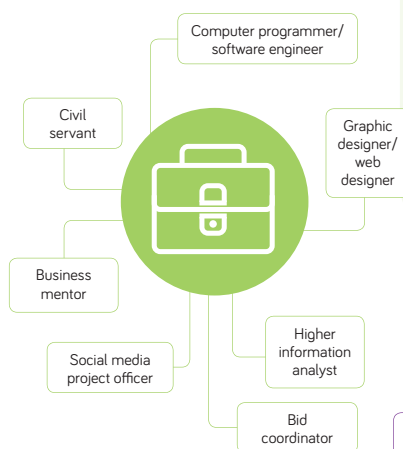 Computer programmer/
software engineer
Civil
servant
Graphic
designer/
web
designer
Business
mentor
Higher
information
analyst
Social media
project officer
Bid
coordinator